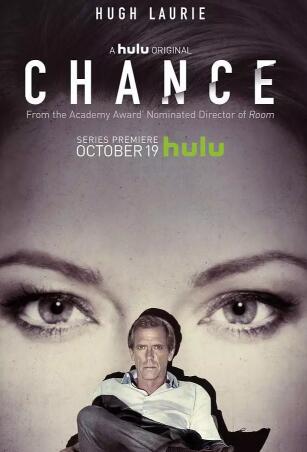 HUGH LAURIE
A hulu ORIGINAL
CHANCE
From the Academy Award® Nominated Director of Room
SERIES PREMIERE
OCTOBER 19 hulu